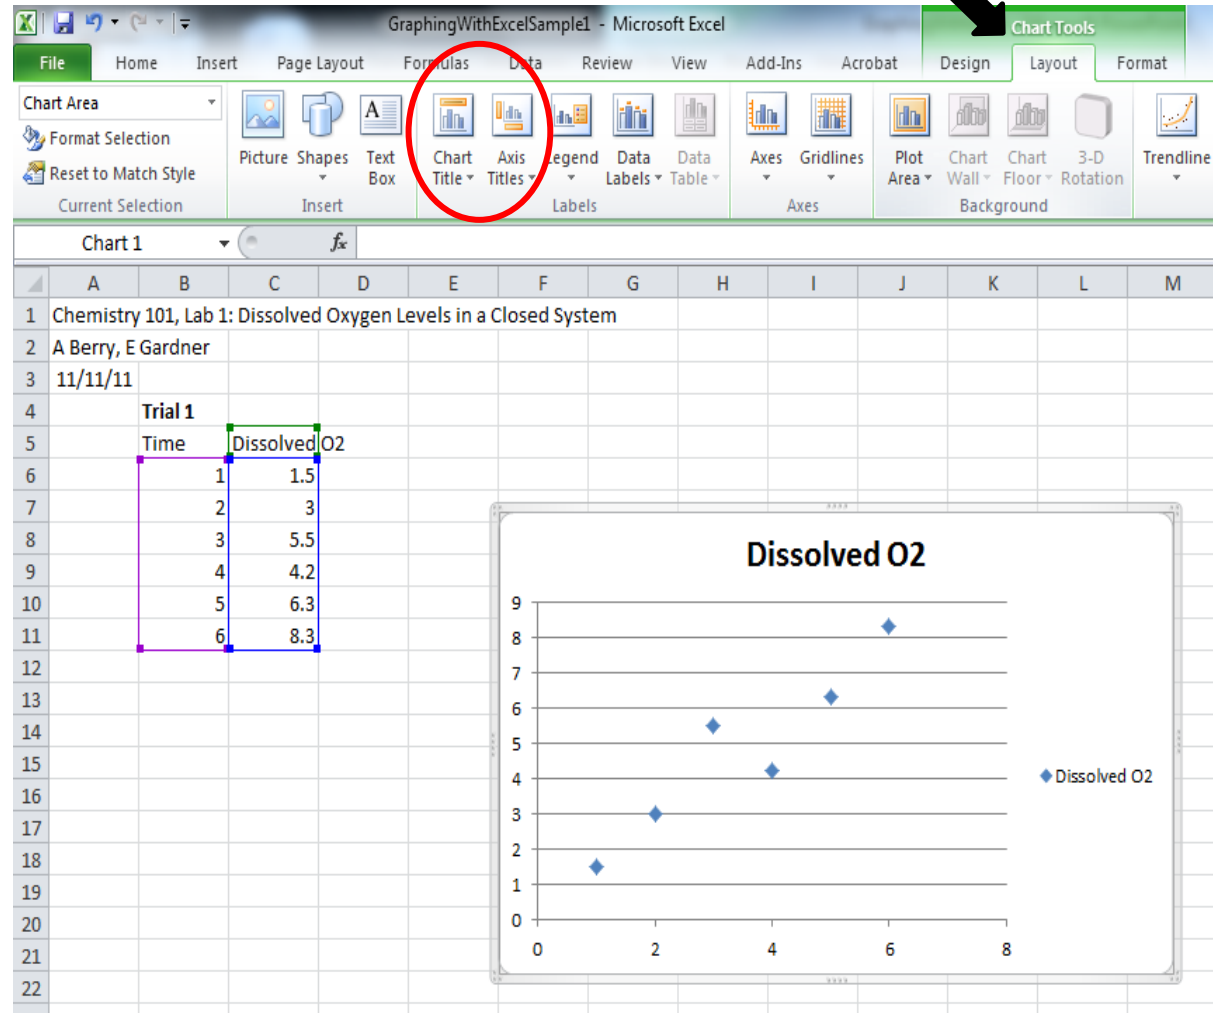 GraphingWithExcelSample1 - Microsoft Excel
Chart Tools
File Home Insert Page Layout Formulas Data Review View Add-Ins Acrobat Design Layout Format
Chart Area
Format Selection
Reset to Match Style
Current Selection
Picture Shapes Text Box
Insert
Chart Title Axis Titles Legend Data Labels Data Table
Labels
Axes Gridlines
Axes
Plot Area Chart Wall Chart Floor 3-D Rotation
Background
Trendline
Chart 1 fx
A B C D E F G H I J K L M
1 Chemistry 101, Lab 1: Dissolved Oxygen Levels in a Closed System
2 A Berry, E Gardner
3 11/11/11
4 Trial 1
5 Time Dissolved O2
6 1 1.5
7 2 3
8 3 5.5
9 4 4.2
10 5 6.3
11 6 8.3
12
13
14
15
16
17
18
19
20
21
22
Dissolved O2
9
8
7
6
5
4
3
2
1
0
0 2 4 6 8
Dissolved O2